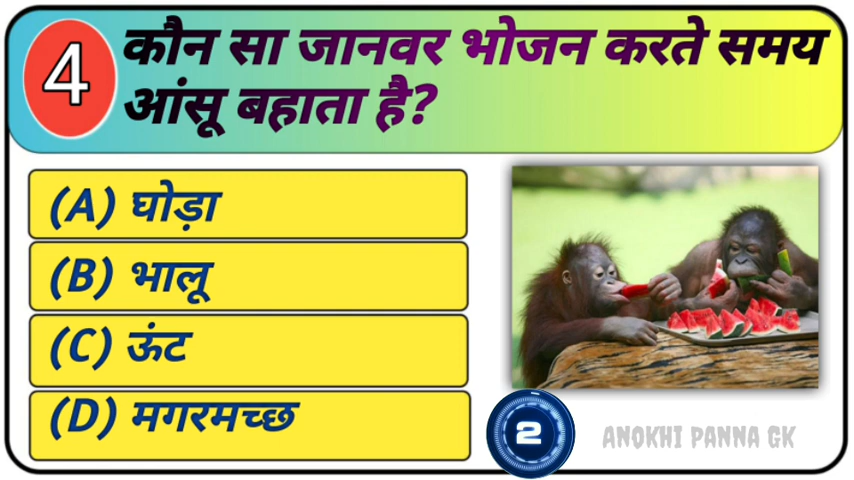 4
कौन सा जानवर भोजन करते समय
आंसू बहाता है?
(A) घोड़ा
(B) भालू
(C) ऊंट
(D) मगरमच्छ
2
ANOKHI PANNA GK